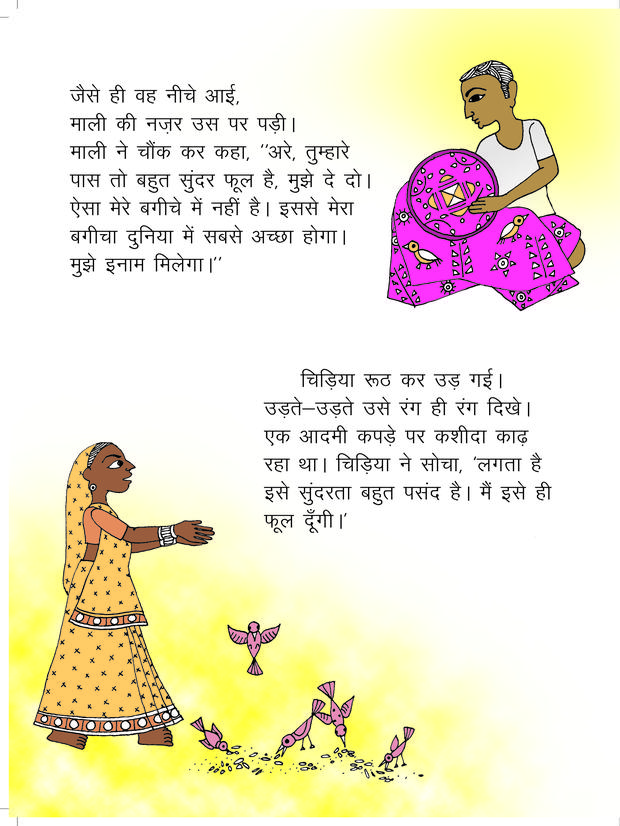 जैसे ही वह नीचे आई,
माली की नज़र उस पर पड़ी।
माली ने चौंक कर कहा, ''अरे, तुम्हारे
पास तो बहुत सुंदर फूल है, मुझे दे दो।
ऐसा मेरे बगीचे में नहीं है। इससे मेरा
बगीचा दुनिया में सबसे अच्छा होगा।
मुझे इनाम मिलेगा।''
चिड़िया रूठ कर उड़ गई।
उड़ते–उड़ते उसे रंग ही रंग दिखे।
एक आदमी कपड़े पर कशीदा काढ़
रहा था। चिड़िया ने सोचा, 'लगता है
इसे सुंदरता बहुत पसंद है। मैं इसे ही
फूल दूँगी।'